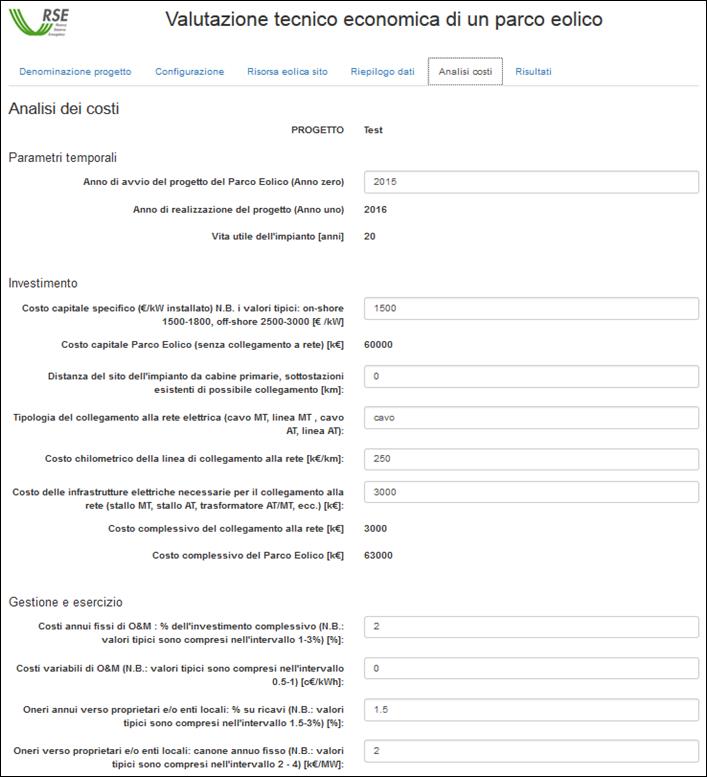 RSE
Ricerca
Sistema
Energetico
Valutazione tecnico economica di un parco eolico
Denominazione progetto Configurazione Risorsa eolica sito Riepilogo dati Analisi costi Risultati
Analisi dei costi
PROGETTO Test
Parametri temporali
Anno di avvio del progetto del Parco Eolico (Anno zero) 2015
Anno di realizzazione del progetto (Anno uno) 2016
Vita utile dell'impianto [anni] 20
Investimento
Costo capitale specifico (€/kW installato) N.B. i valori tipici: on-shore 1500
1500-1800, off-shore 2500-3000 [€ /kW]
Costo capitale Parco Eolico (senza collegamento a rete) [k€] 60000
Distanza del sito dell'impianto da cabine primarie, sottostazioni 0
esistenti di possibile collegamento [km]:
Tipologia del collegamento alla rete elettrica (cavo MT, linea MT , cavo cavo
AT, linea AT):
Costo chilometrico della linea di collegamento alla rete [k€/km]: 250
Costo delle infrastrutture elettriche necessarie per il collegamento alla 3000
rete (stallo MT, stallo AT, trasformatore AT/MT, ecc.) [k€]:
Costo complessivo del collegamento alla rete [k€] 3000
Costo complessivo del Parco Eolico [k€] 63000
Gestione e esercizio
Costi annui fissi di O&M : % dell'investimento complessivo (N.B.: 2
valori tipici sono compresi nell'intervallo 1-3%) [%]:
Costi variabili di O&M (N.B.: valori tipici sono compresi nell'intervallo 0
0.5-1) [c€/kWh]:
Oneri annui verso proprietari e/o enti locali: % su ricavi (N.B.: valori 1.5
tipici sono compresi nell'intervallo 1.5-3%) [%]:
Oneri verso proprietari e/o enti locali: canone annuo fisso (N.B.: valori 2
tipici sono compresi nell'intervallo 2 - 4) [k€/MW]: